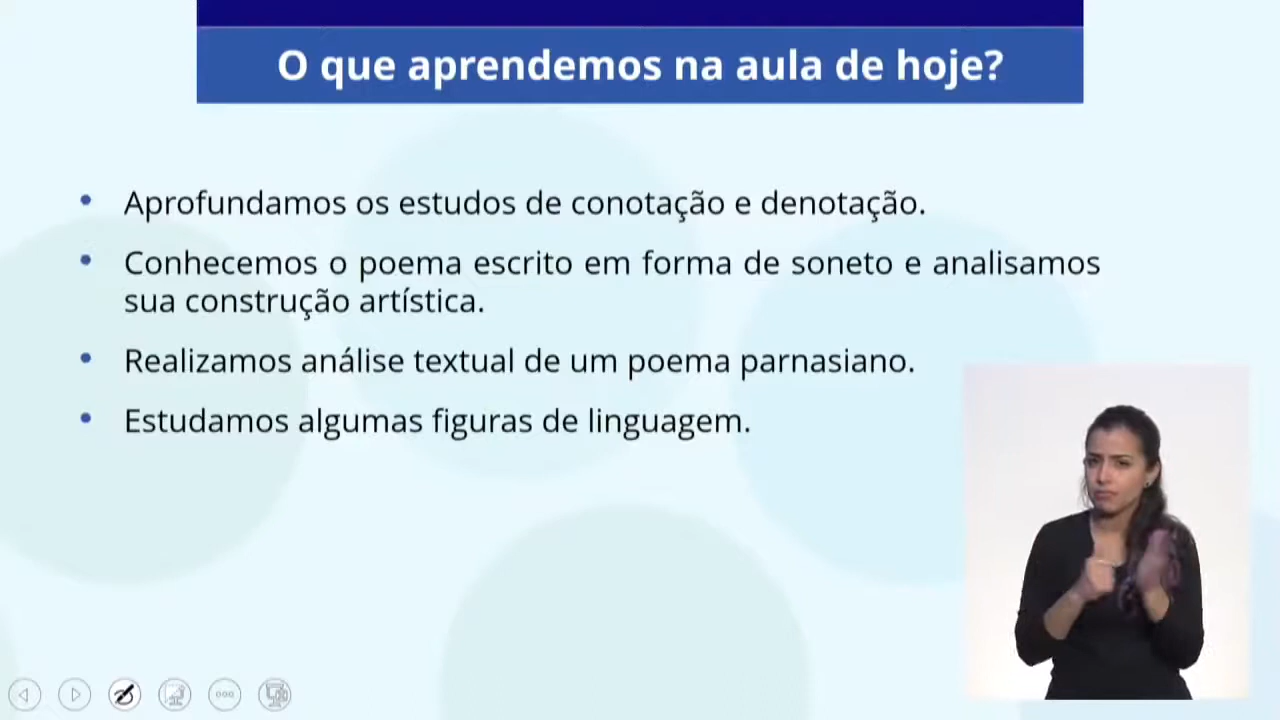 O que aprendemos na aula de hoje?
• Aprofundamos os estudos de conotação e denotação.
• Conhecemos o poema escrito em forma de soneto e analisamos
sua construção artística.
• Realizamos análise textual de um poema parnasiano.
• Estudamos algumas figuras de linguagem.